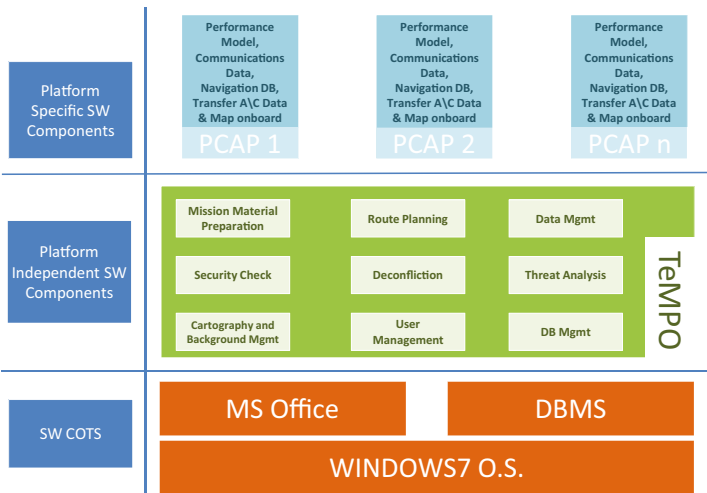 Platform
Specific SW
Components
Performance
Model,
Communications
Data,
Navigation DB,
Transfer A\C Data
& Map onboard
PCAP 1
Performance
Model,
Communications
Data,
Navigation DB,
Transfer A\C Data
& Map onboard
PCAP 2
Performance
Model,
Communications
Data,
Navigation DB,
Transfer A\C Data
& Map onboard
PCAP n
Platform
Independent SW
Components
Mission Material
Preparation
Route Planning
Data Mgmt
Security Check
Deconfliction
Threat Analysis
Cartography and
Background Mgmt
User
Management
DB Mgmt
TeMPO
SW COTS
MS Office
DBMS
WINDOWS7 O.S.